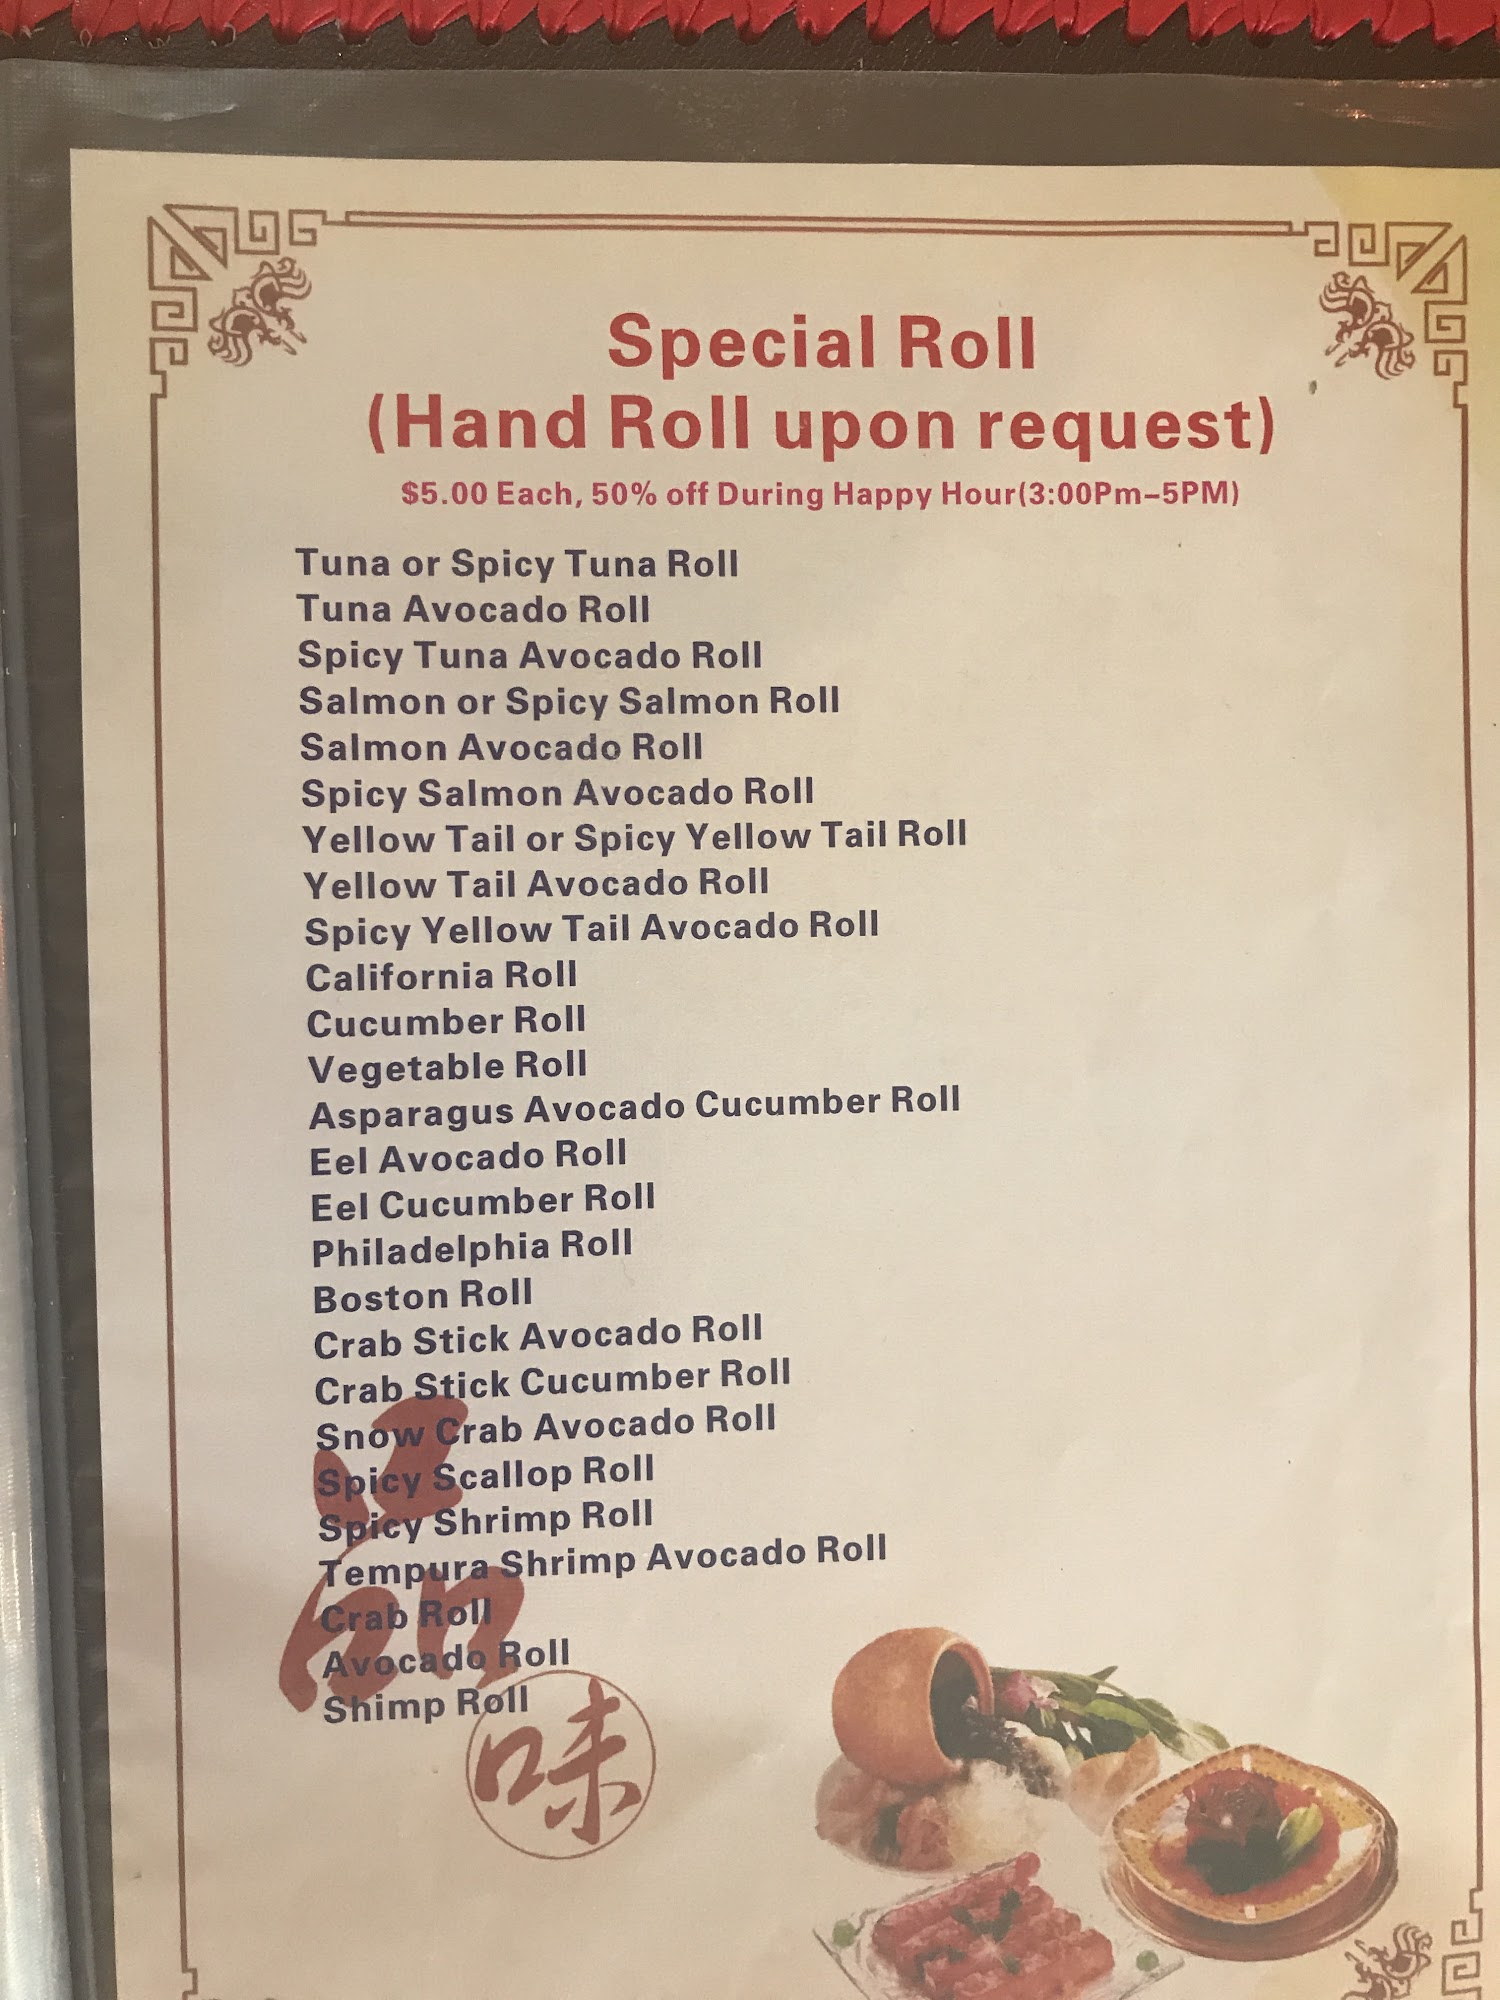 Special Roll
(Hand Roll upon request)
$5.00 Each, 50% off During Happy Hour(3:00Pm-5PM)
Tuna or Spicy Tuna Roll
Tuna Avocado Roll
Spicy Tuna Avocado Roll
Salmon or Spicy Salmon Roll
Salmon Avocado Roll
Spicy Salmon Avocado Roll
Yellow Tail or Spicy Yellow Tail Roll
Yellow Tail Avocado Roll
Spicy Yellow Tail Avocado Roll
California Roll
Cucumber Roll
Vegetable Roll
Asparagus Avocado Cucumber Roll
Eel Avocado Roll
Eel Cucumber Roll
Philadelphia Roll
Boston Roll
Crab Stick Avocado Roll
Crab Stick Cucumber Roll
Snow Crab Avocado Roll
Spicy Scallop Roll
Spicy Shrimp Roll
Tempura Shrimp Avocado Roll
Crab Roll
Avocado Roll
Shimp Roll
品
味